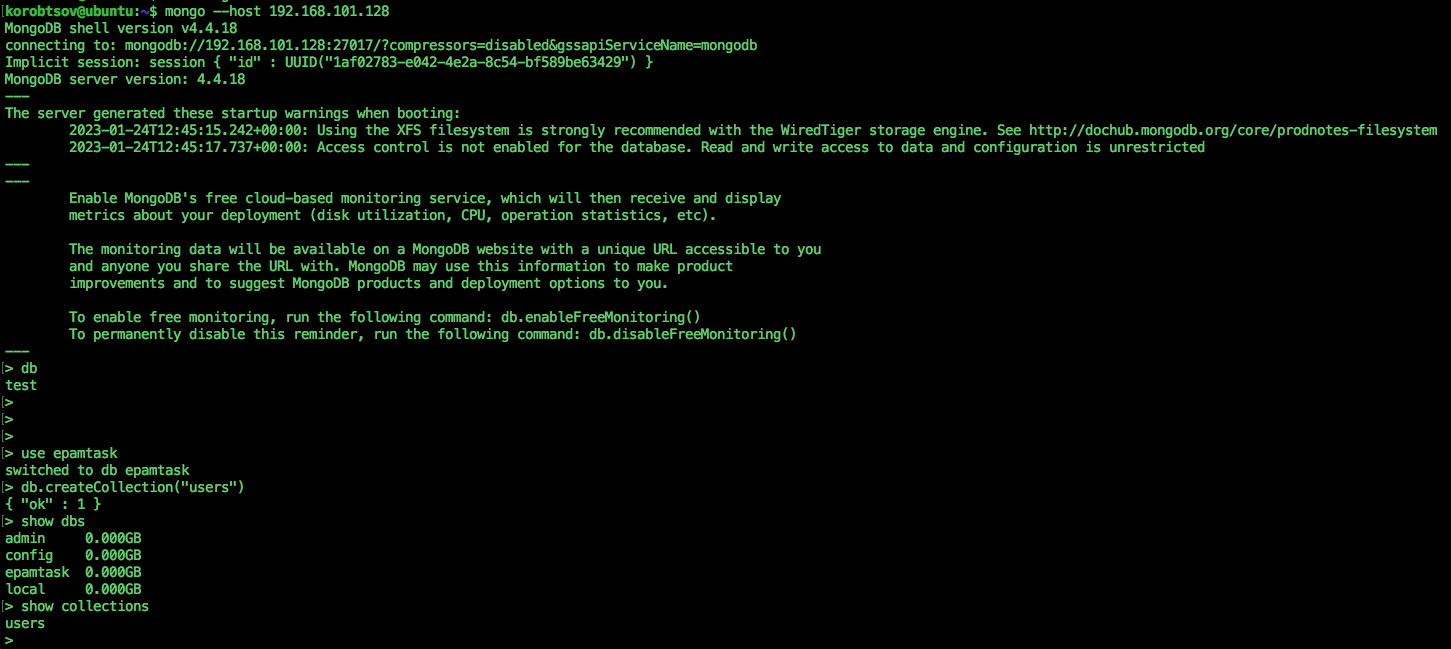 korobtsov@ubuntu:~$ mongo --host 192.168.101.128
MongoDB shell version v4.4.18
connecting to: mongodb://192.168.101.128:27017/?compressors=disabled&gssapiServiceName=mongodb
Implicit session: session { "id" : UUID("1af02783-e042-4e2a-8c54-bf589be63429") }
MongoDB server version: 4.4.18
---
The server generated these startup warnings when booting:
        2023-01-24T12:45:15.242+00:00: Using the XFS filesystem is strongly recommended with the WiredTiger storage engine. See http://dochub.mongodb.org/core/prodnotes-filesystem
        2023-01-24T12:45:17.737+00:00: Access control is not enabled for the database. Read and write access to data and configuration is unrestricted
---
---
        Enable MongoDB's free cloud-based monitoring service, which will then receive and display
        metrics about your deployment (disk utilization, CPU, operation statistics, etc).

        The monitoring data will be available on a MongoDB website with a unique URL accessible to you
        and anyone you share the URL with. MongoDB may use this information to make product
        improvements and to suggest MongoDB products and deployment options to you.

        To enable free monitoring, run the following command: db.enableFreeMonitoring()
        To permanently disable this reminder, run the following command: db.disableFreeMonitoring()
---
> db
test
>
>
>
> use epamtask
switched to db epamtask
> db.createCollection("users")
{ "ok" : 1 }
> show dbs
admin     0.000GB
config    0.000GB
epamtask  0.000GB
local     0.000GB
> show collections
users
>